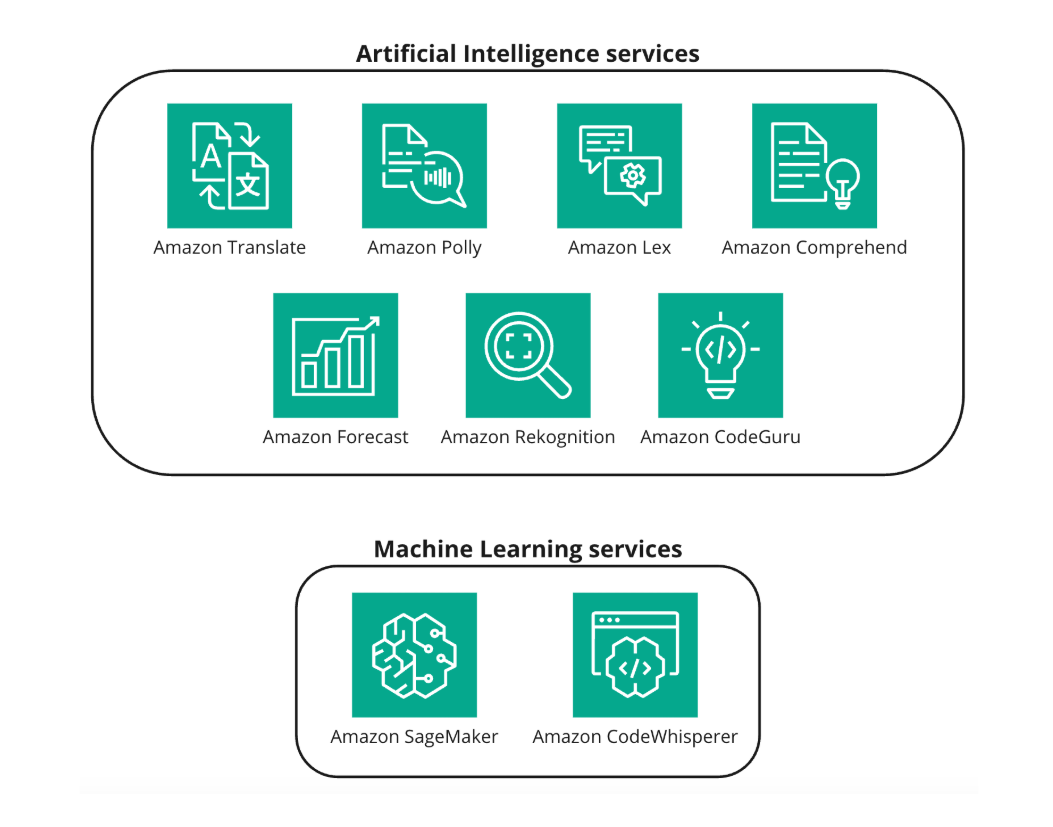 Artificial Intelligence services
A
文
Amazon Translate
Amazon Polly
Amazon Lex
Amazon Comprehend
</>
Amazon Forecast
Amazon Rekognition
Amazon CodeGuru
Machine Learning services
</>
Amazon SageMaker
Amazon CodeWhisperer